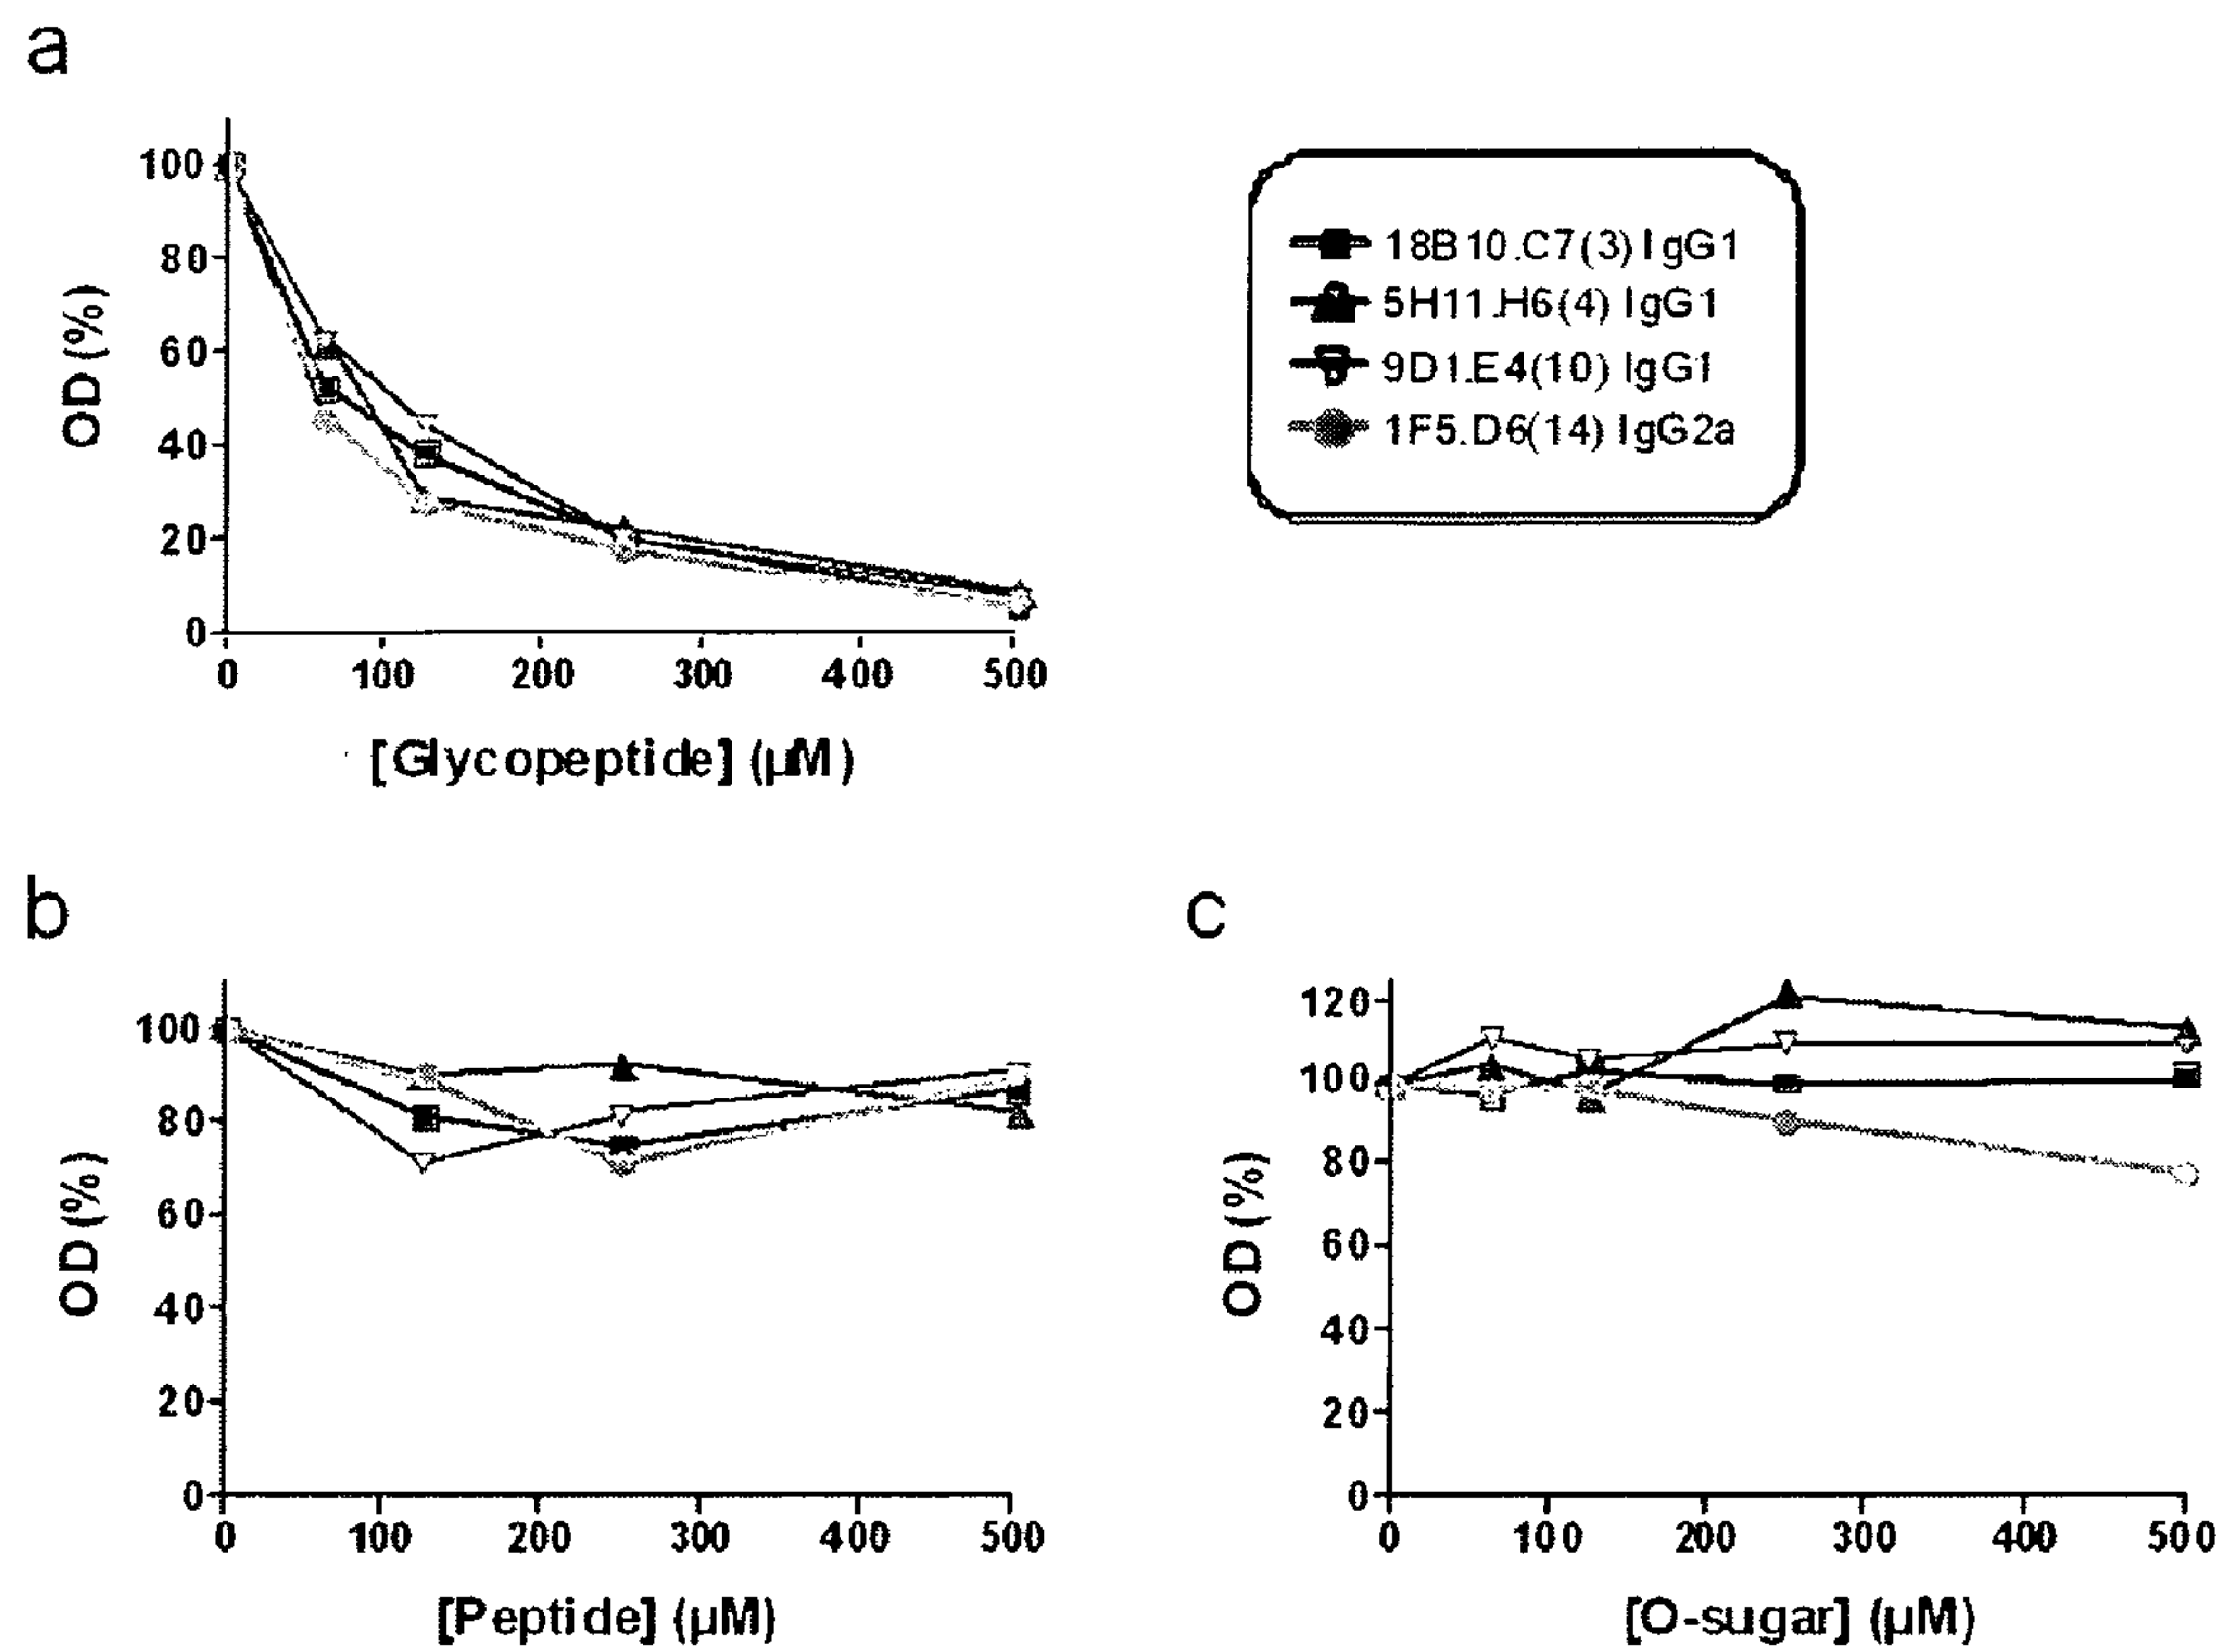 a
100
80
60
40
20
0
OD (%)
0 100 200 300 400 500
[Glycopeptide] (µM)
18B10.C7(3) IgG1
5H11.H6(4) IgG1
9D1.E4(10) IgG1
1F5.D6(14) IgG2a
b
100
80
60
40
20
0
OD (%)
0 100 200 300 400 500
[Peptide] (µM)
c
120
100
80
60
40
20
0
OD (%)
0 100 200 300 400 500
[O-sugar] (µM)